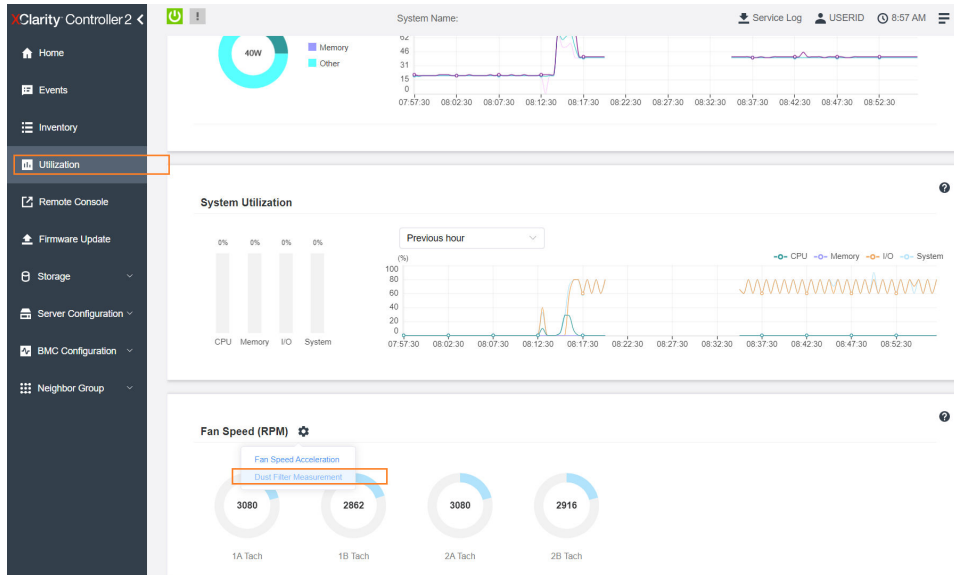 XClarity Controller 2
System Name:
Service Log
USERID
8:57 AM
Home
Events
Inventory
Utilization
Remote Console
Firmware Update
Storage
Server Configuration
BMC Configuration
Neighbor Group
40W
Memory
Other
62
46
31
15
0
07:57:30 08:02:30 08:07:30 08:12:30 08:17:30 08:22:30 08:27:30 08:32:30 08:37:30 08:42:30 08:47:30 08:52:30
System Utilization
0% 0% 0% 0%
CPU Memory I/O System
Previous hour
CPU Memory I/O System
(%)
100
80
60
40
20
0
07:57:30 08:02:30 08:07:30 08:12:30 08:17:30 08:22:30 08:27:30 08:32:30 08:37:30 08:42:30 08:47:30 08:52:30
Fan Speed (RPM)
Fan Speed Acceleration
Dust Filter Measurement
3080 2862 3080 2916
1A Tach 1B Tach 2A Tach 2B Tach